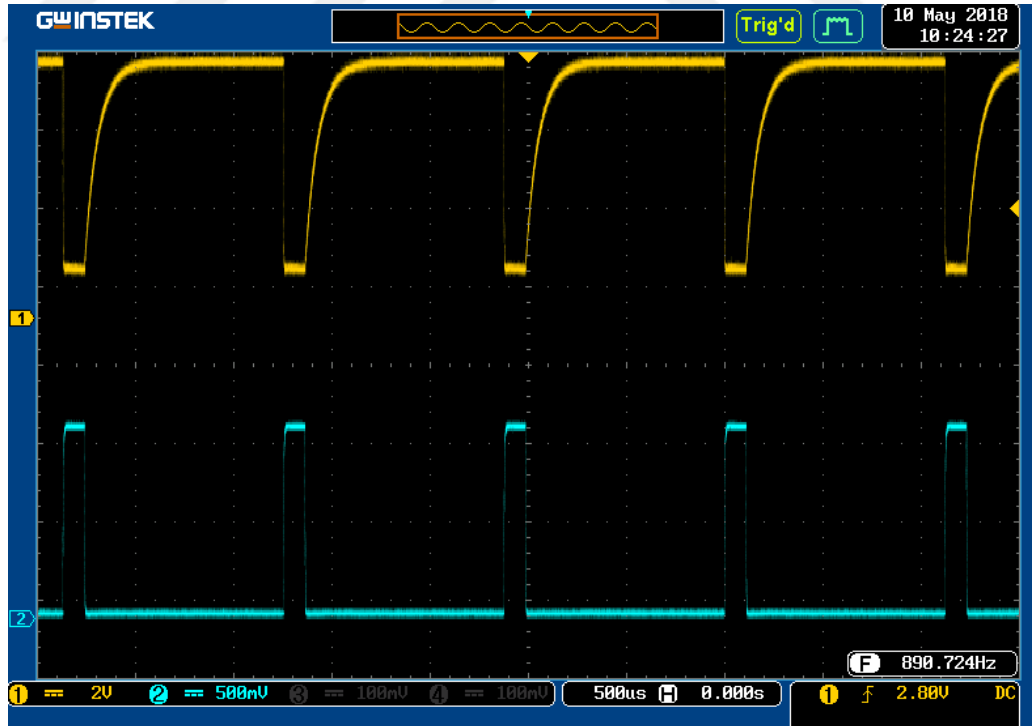 GWINSTEK
Trig'd
10 May 2018
10:24:27
1
2
F 890.724Hz
1 2V 2 500mV 3 100mV 4 100mV 500us H 0.000s 1 2.80V DC